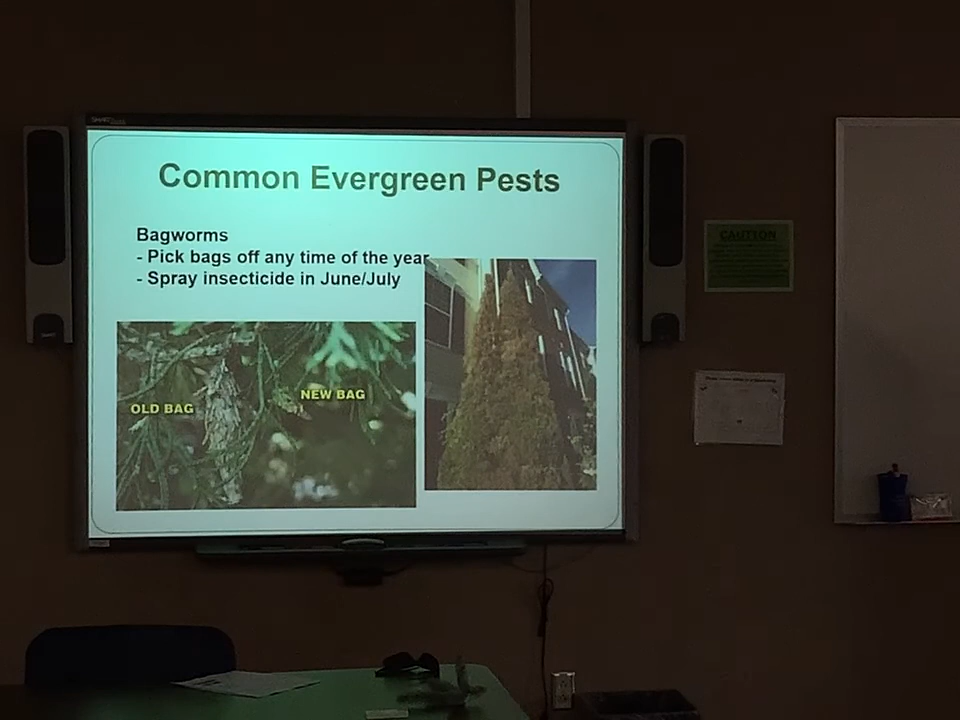 SMART
Common Evergreen Pests
Bagworms
- Pick bags off any time of the year
- Spray insecticide in June/July
OLD BAG
NEW BAG
CAUTION